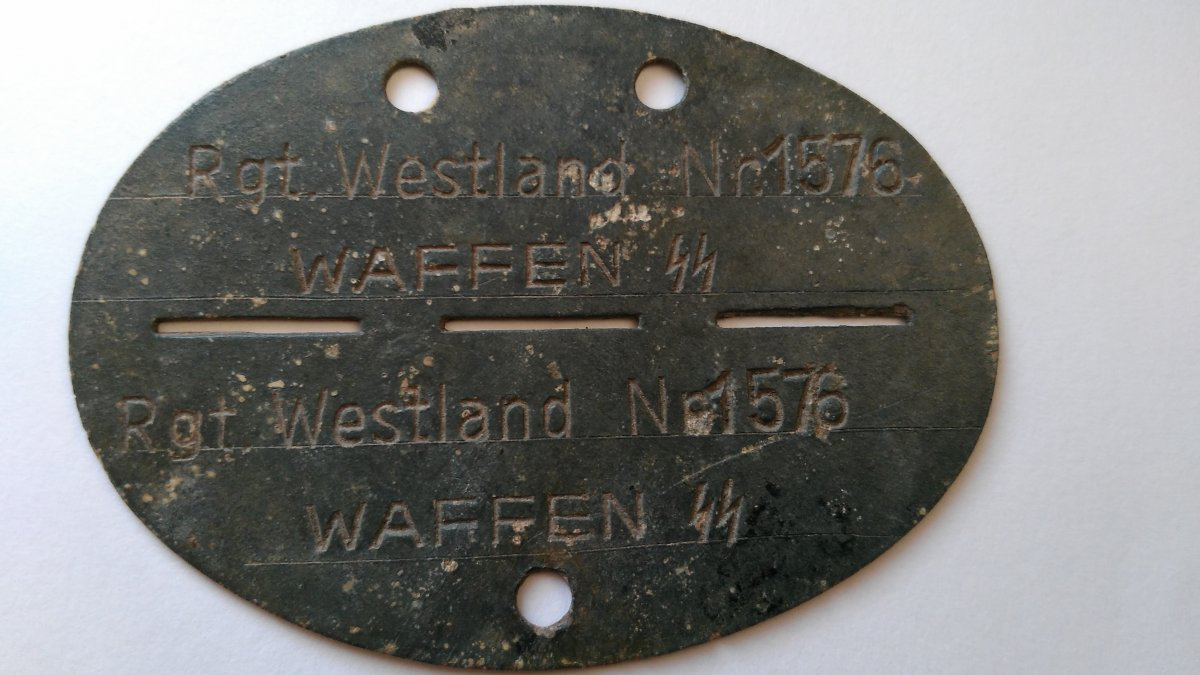 Rgt. Westland Nr 1576
WAFFEN ᛋᛋ
Rgt Westland Nr 1576
WAFFEN ᛋᛋ